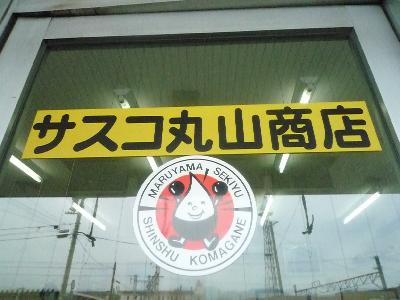 サスコ丸山商店
MARUYAMA SEKIYU
SHINSHU KOMAGANE